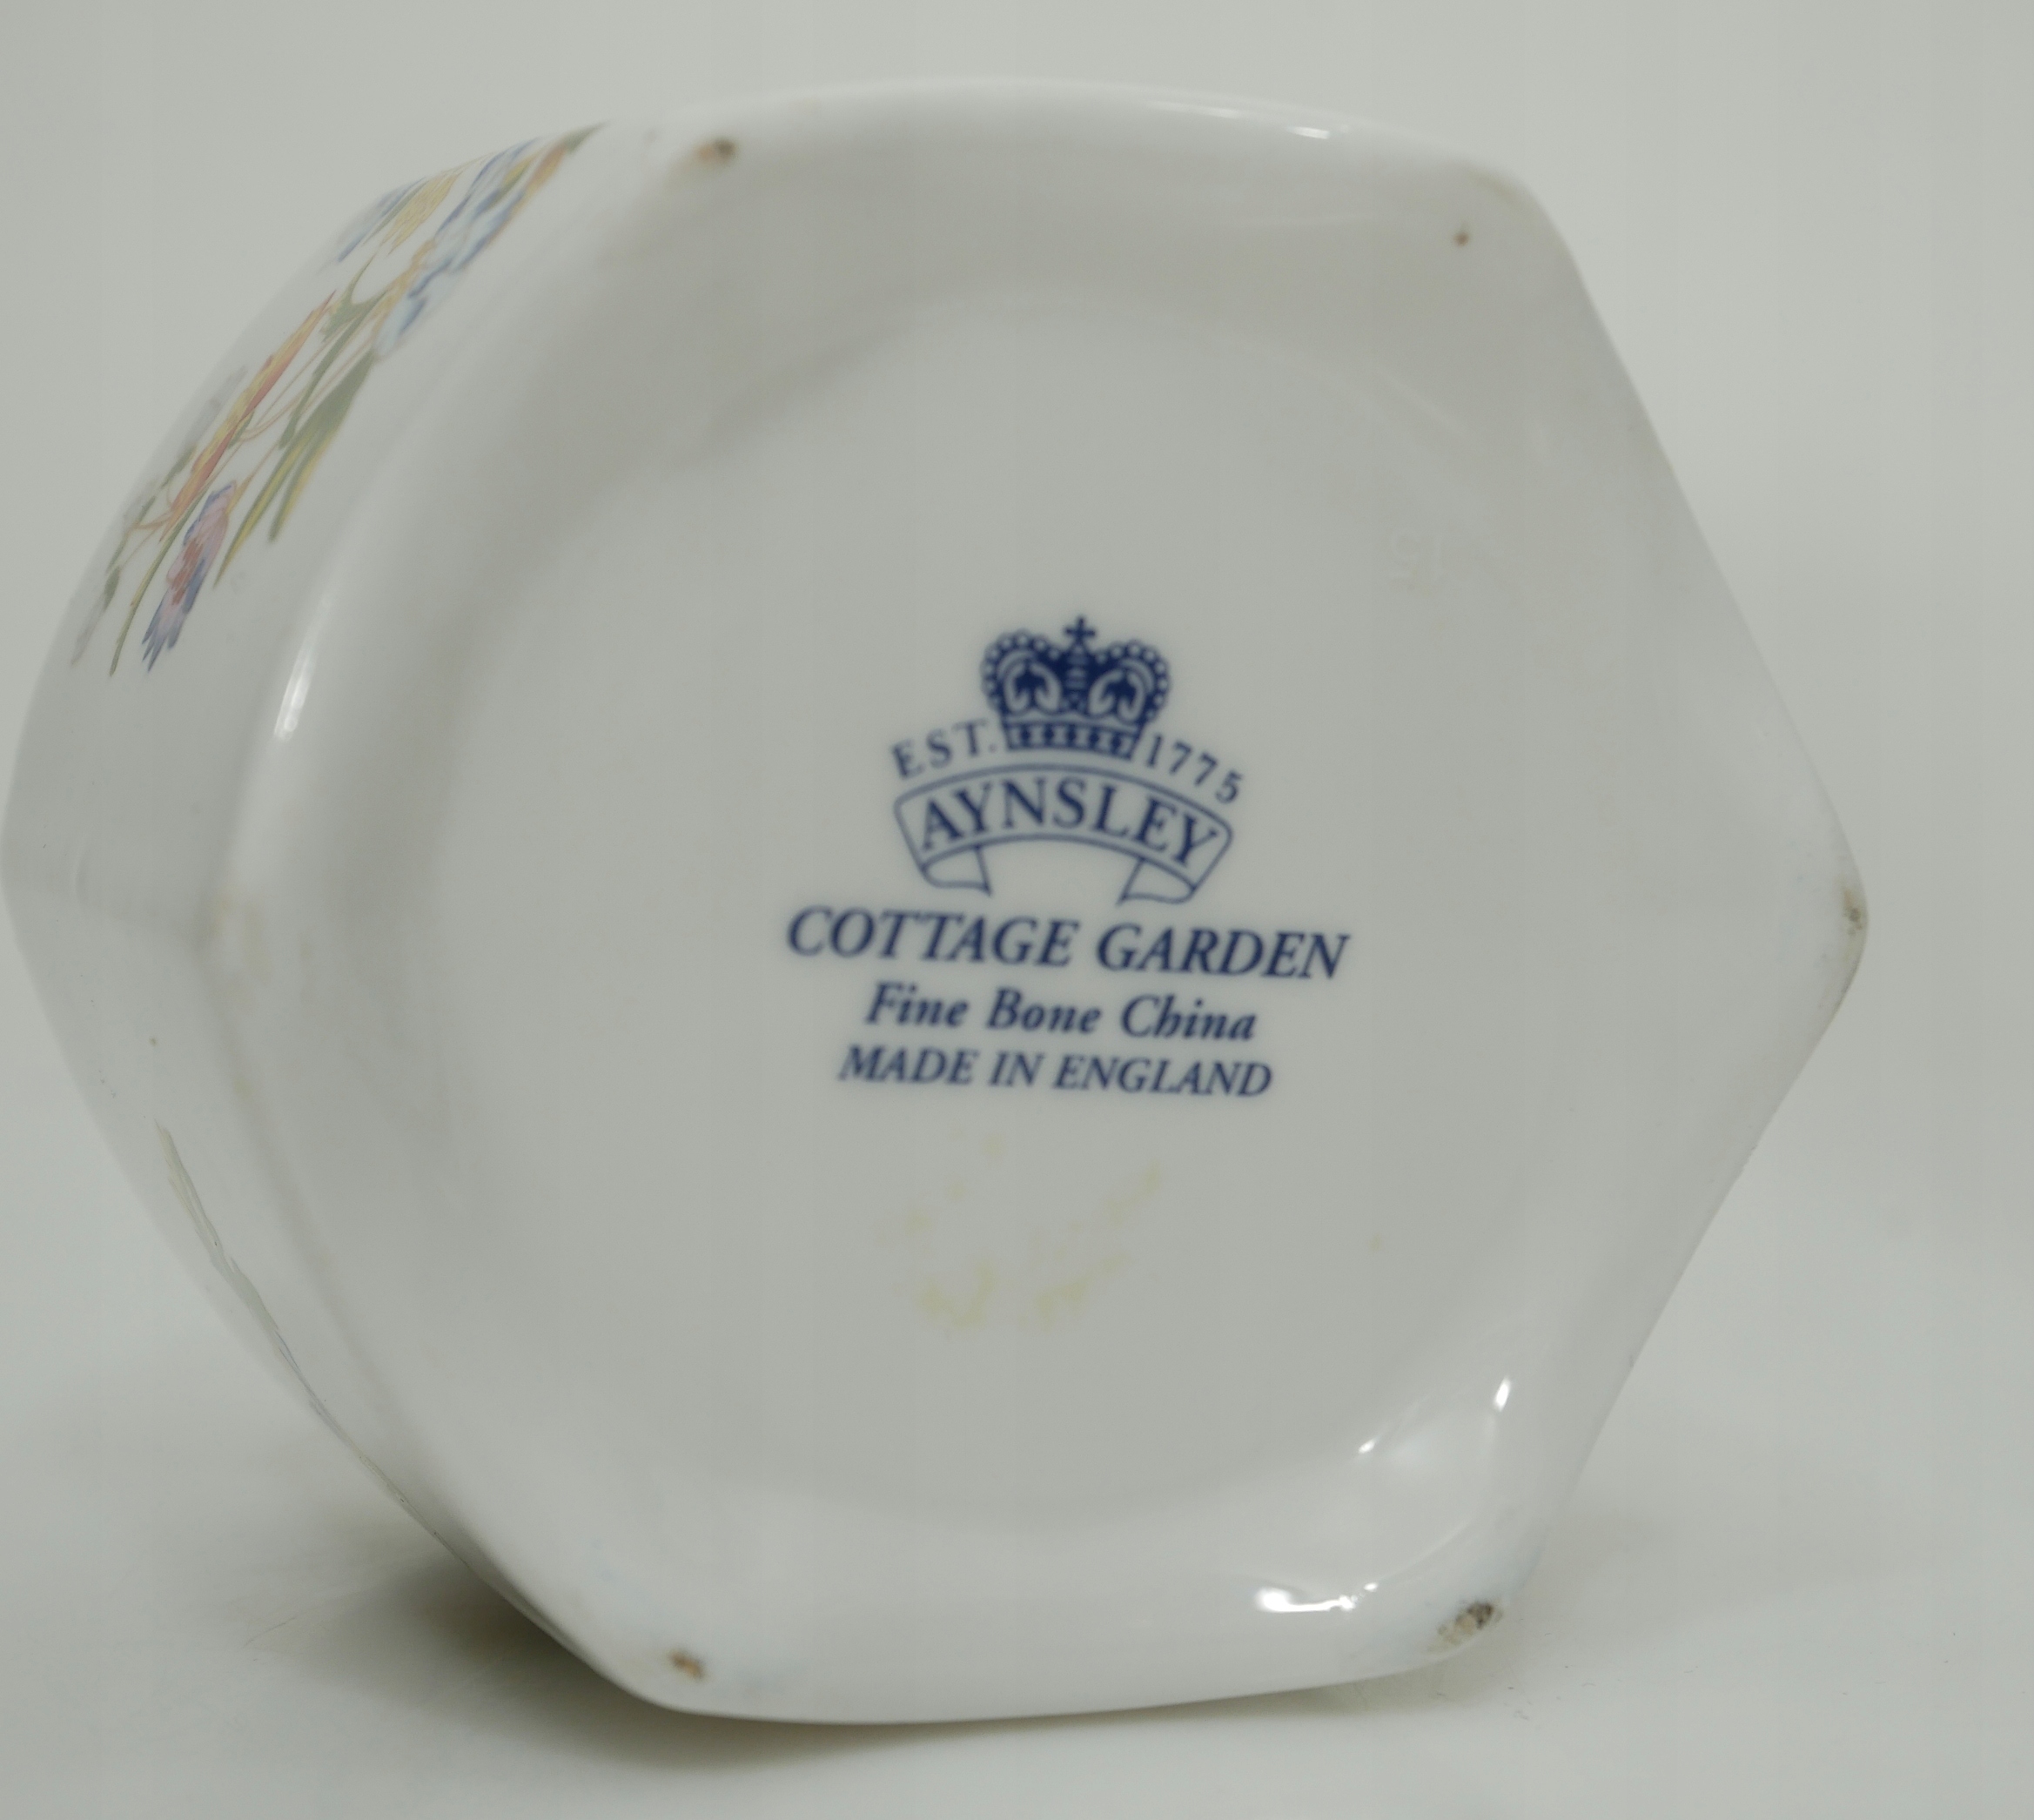 EST. 1775
AYNSLEY
COTTAGE GARDEN
Fine Bone China
MADE IN ENGLAND